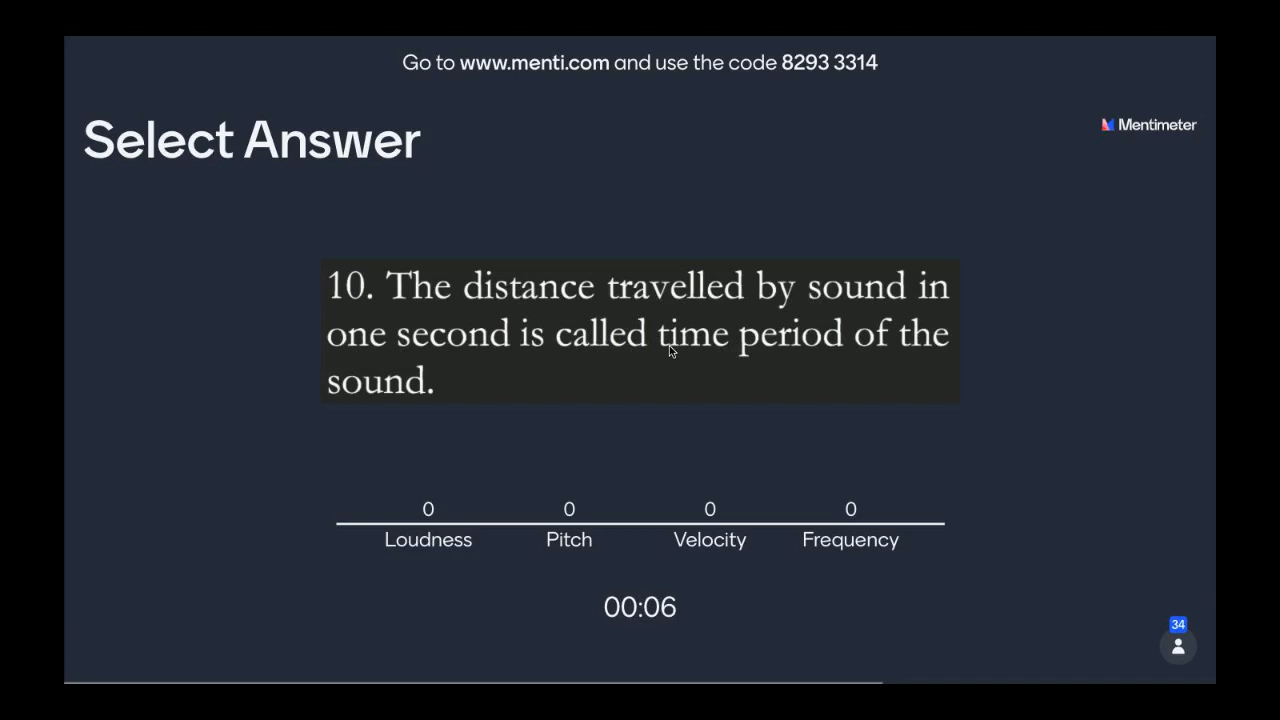 Go to www.menti.com and use the code 8293 3314
Select Answer
Mentimeter
10. The distance travelled by sound in
one second is called time period of the
sound.
0 0 0 0
Loudness Pitch Velocity Frequency
00:06
34